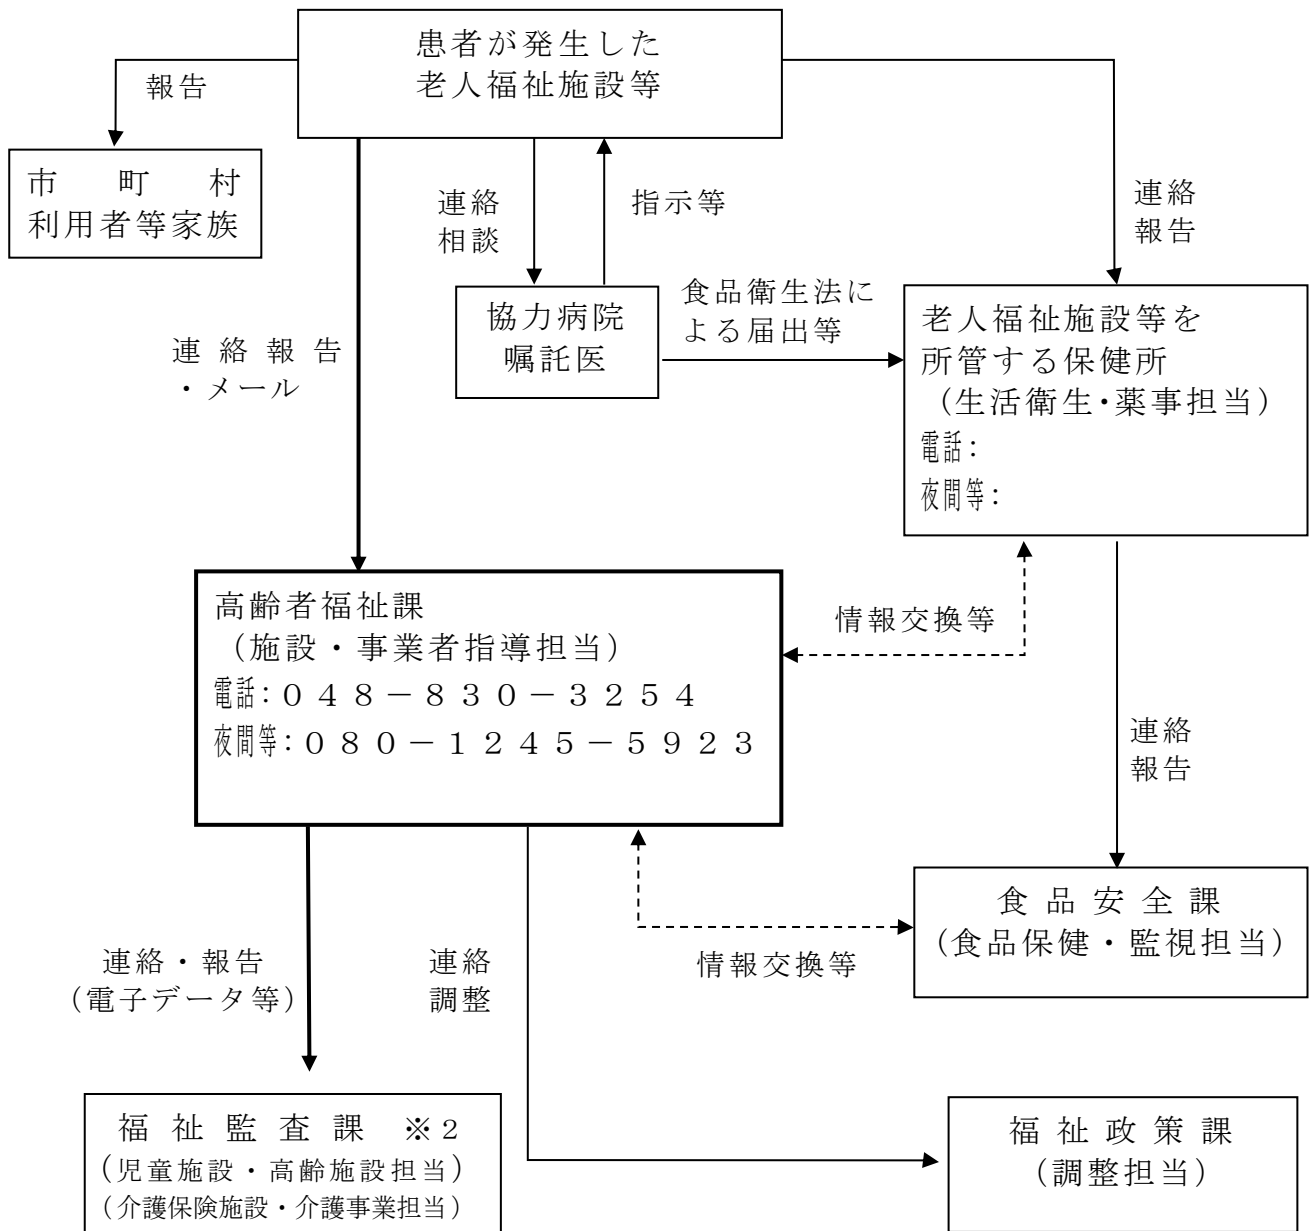 患者が発生した
老人福祉施設等
報告
市　町　村
利用者等家族
連絡
相談
指示等
連絡
報告
協力病院
嘱託医
食品衛生法に
よる届出等
老人福祉施設等を
所管する保健所
（生活衛生・薬事担当）
電話：
夜間等：
連 絡 報 告
・メール
高齢者福祉課
（施設・事業者指導担当）
電話：０４８－８３０－３２５４
夜間等：０８０－１２４５－５９２３
情報交換等
連絡
報告
食 品 安 全 課
（食品保健・監視担当）
情報交換等
連絡・報告
（電子データ等）
連絡
調整
福 祉 監 査 課　※２
（児童施設・高齢施設担当）
（介護保険施設・介護事業担当）
福 祉 政 策 課
（調整担当）